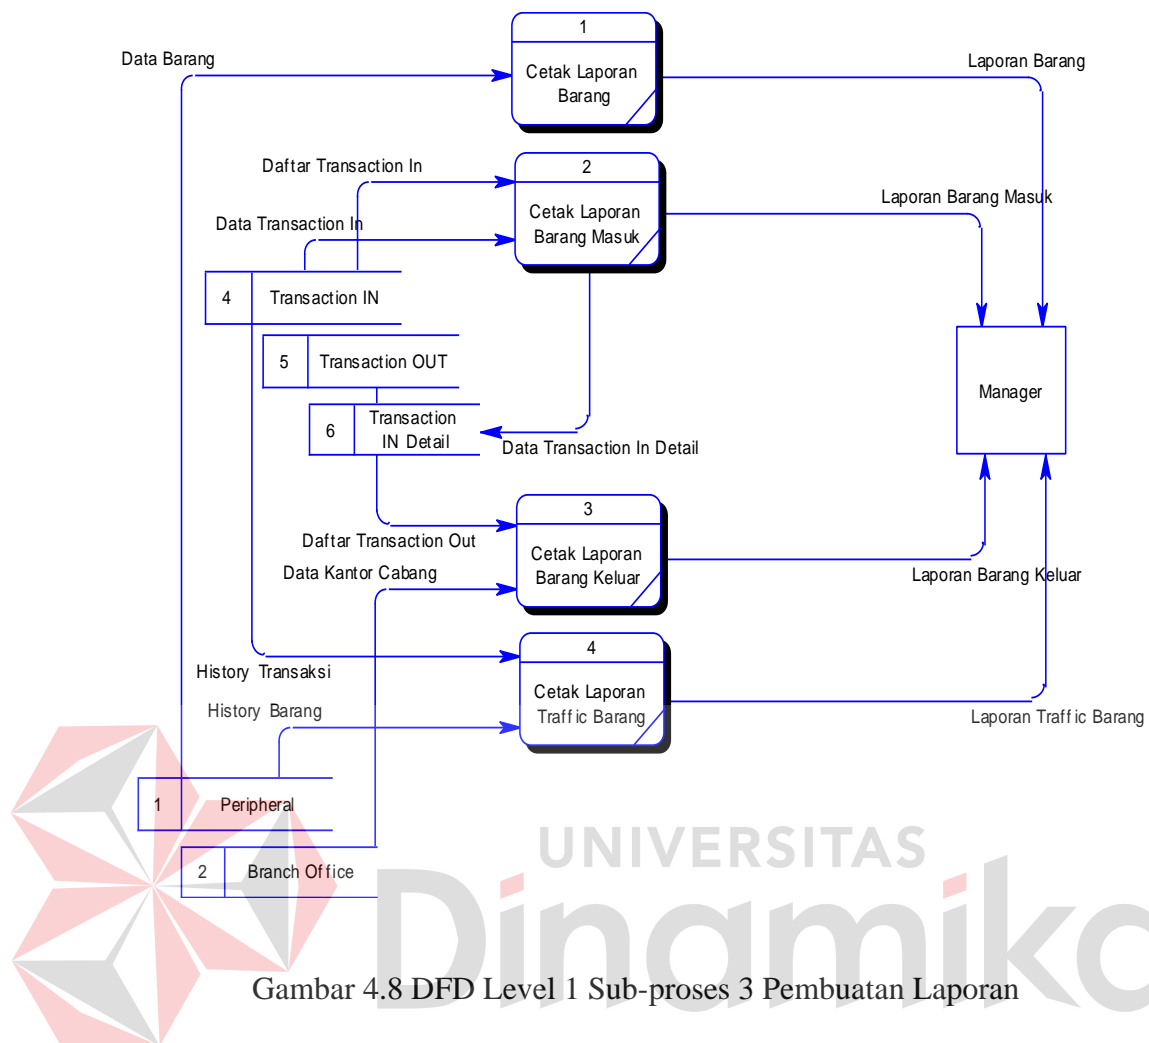 1
Cetak Laporan
Barang
Data Barang
Laporan Barang
2
Cetak Laporan
Barang Masuk
Daftar Transaction In
Data Transaction In
Laporan Barang Masuk
4 Transaction IN
5 Transaction OUT
6 Transaction
IN Detail
Data Transaction In Detail
Manager
3
Cetak Laporan
Barang Keluar
Daftar Transaction Out
Data Kantor Cabang
Laporan Barang Keluar
4
Cetak Laporan
Traffic Barang
History Transaksi
History Barang
Laporan Traffic Barang
1 Peripheral
2 Branch Office
UNIVERSITAS
Dinamika
Gambar 4.8 DFD Level 1 Sub-proses 3 Pembuatan Laporan